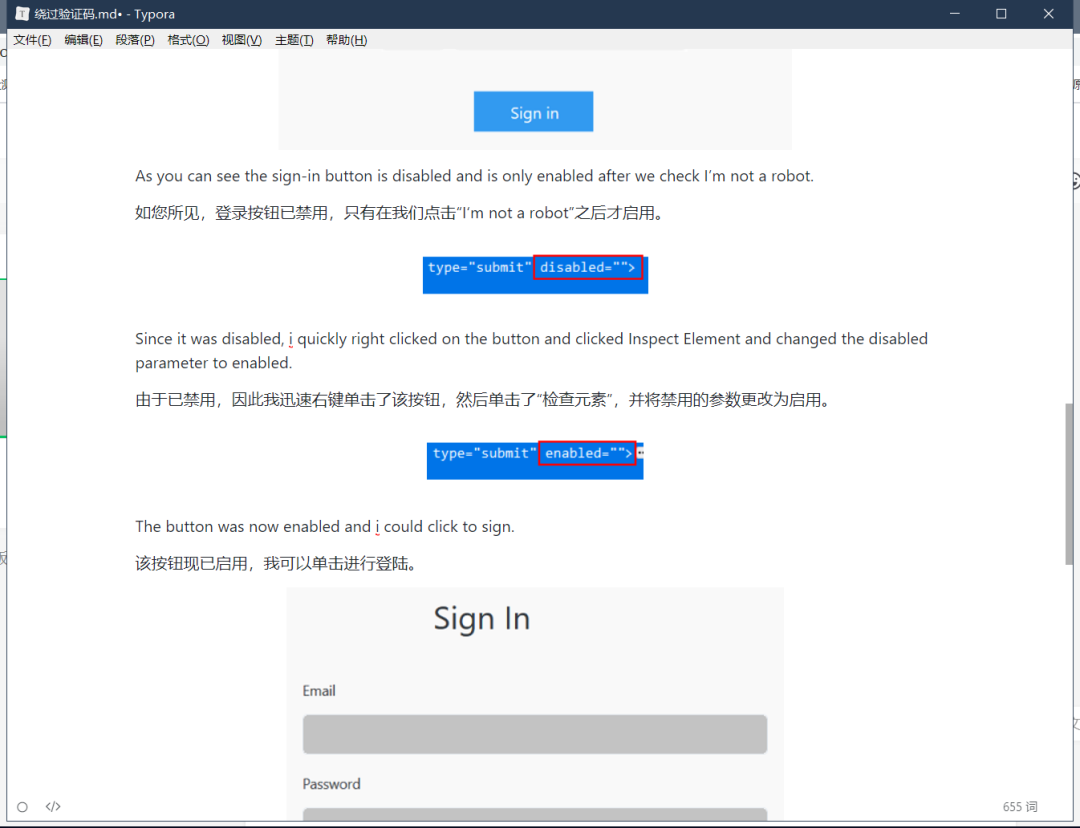 绕过验证码.md• - Typora
文件(F) 编辑(E) 段落(P) 格式(O) 视图(V) 主题(T) 帮助(H)
Sign in
As you can see the sign-in button is disabled and is only enabled after we check I’m not a robot.
如您所见，登录按钮已禁用，只有在我们点击“I’m not a robot”之后才启用。
type="submit" disabled="">
Since it was disabled, i quickly right clicked on the button and clicked Inspect Element and changed the disabled
parameter to enabled.
由于已禁用，因此我迅速右键单击了该按钮，然后单击了“检查元素”，并将禁用的参数更改为启用。
type="submit" enabled="">
The button was now enabled and i could click to sign.
该按钮现已启用，我可以单击进行登陆。
Sign In
Email
Password
655 词